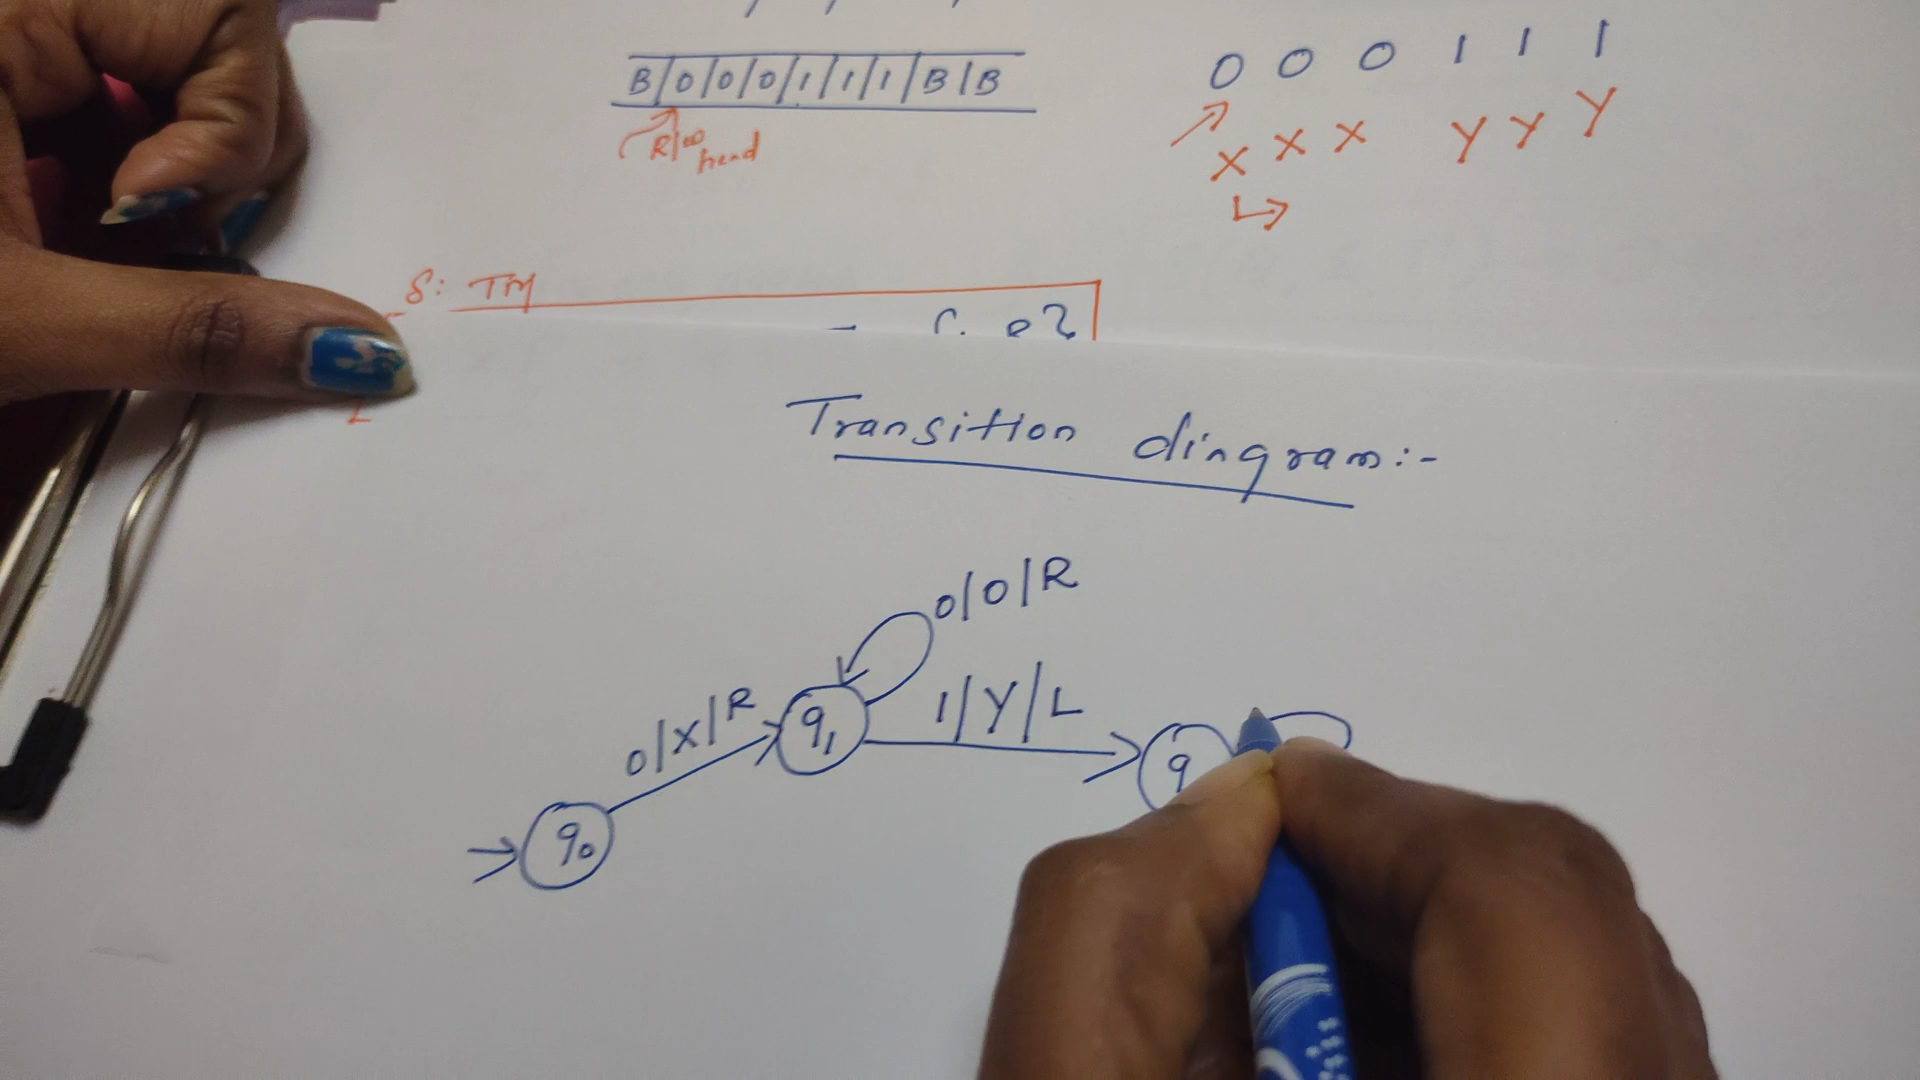 B/0/0/0/1/1/1/B/B
R/W head
0 0 0 1 1 1
X X X Y Y Y
δ: TM
Transition diagram:-
0/0/R
0/X/R
1/Y/L
q0
q1
q